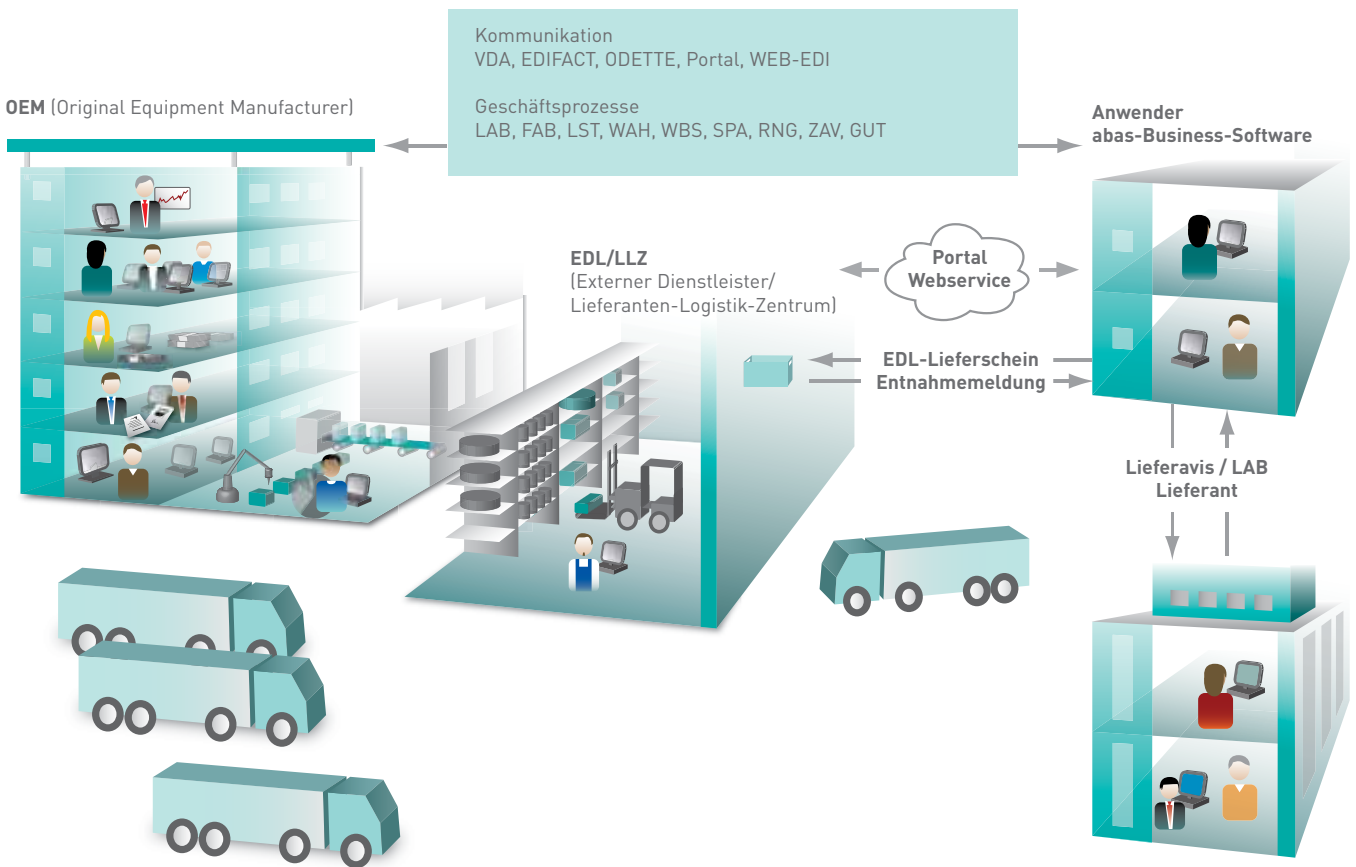 Kommunikation
VDA, EDIFACT, ODETTE, Portal, WEB-EDI
Geschäftsprozesse
LAB, FAB, LST, WAH, WBS, SPA, RNG, ZAV, GUT
OEM (Original Equipment Manufacturer)
Anwender
abas-Business-Software
EDL/LLZ
(Externer Dienstleister/
Lieferanten-Logistik-Zentrum)
Portal
Webservice
EDL-Lieferschein
Entnahmemeldung
Lieferavis / LAB
Lieferant